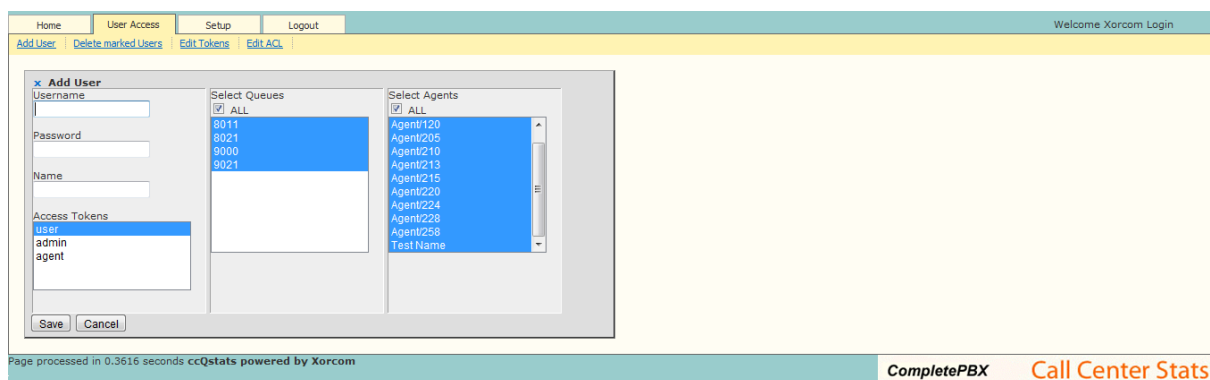 Home User Access Setup Logout Welcome Xorcom Login
Add User Delete marked Users Edit Tokens Edit ACL
x Add User
Username
Password
Name
Access Tokens
user
admin
agent
Select Queues
ALL
8011
8021
9000
9021
Select Agents
ALL
Agent/120
Agent/205
Agent/210
Agent/213
Agent/215
Agent/220
Agent/224
Agent/228
Agent/258
Test Name
Save Cancel
Page processed in 0.3616 seconds ccQstats powered by Xorcom
CompletePBX Call Center Stats